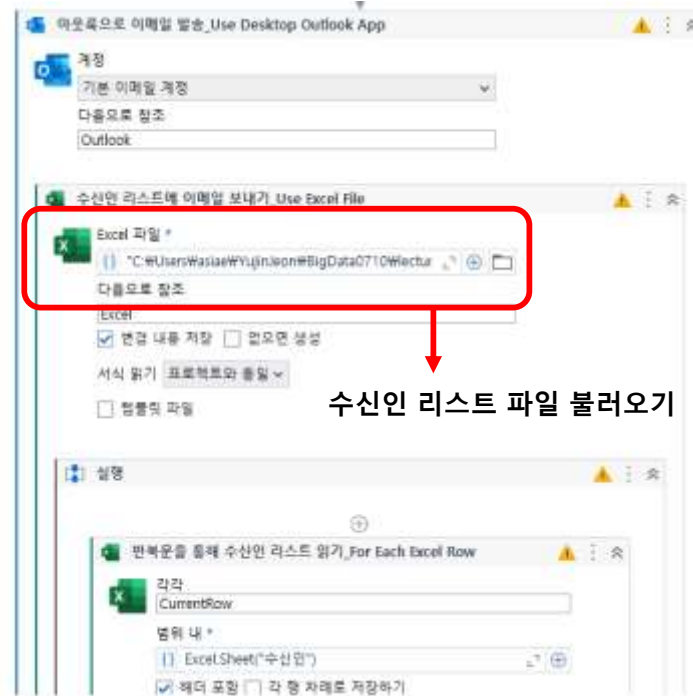 아웃룩으로 이메일 발송_Use Desktop Outlook App
계정
기본 이메일 계정
다음으로 참조
Outlook
수신인 리스트에 이메일 보내기_Use Excel File
Excel 파일 *
"C:₩Users₩asiae₩YujinJeon₩BigData0710₩lectur
다음으로 참조
Excel
변경 내용 저장 없으면 생성
서식 읽기 프로젝트와 동일
템플릿 파일
수신인 리스트 파일 불러오기
실행
반복문을 통해 수신인 리스트 읽기_For Each Excel Row
각각
CurrentRow
범위 내 *
Excel.Sheet("수신인")
헤더 포함 각 행 차례로 저장하기